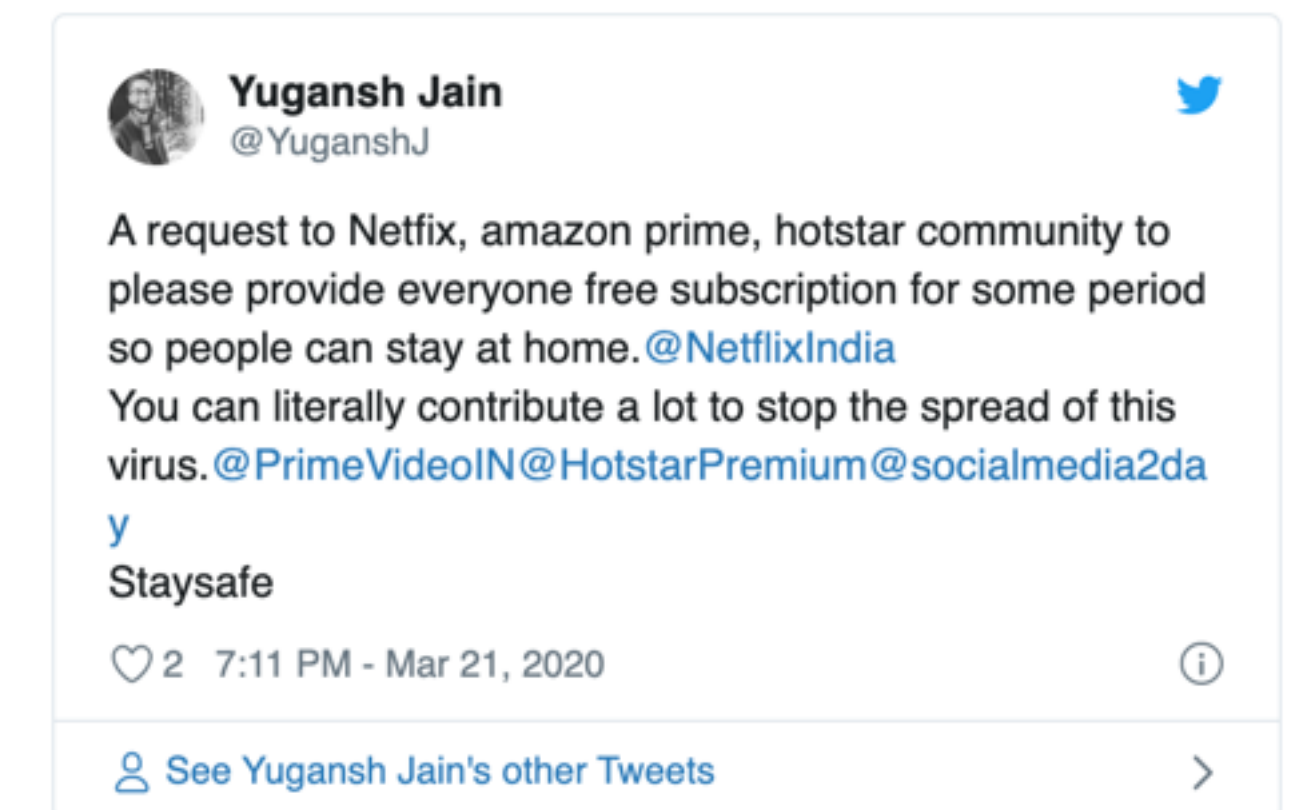 Yugansh Jain
@YuganshJ
A request to Netfix, amazon prime, hotstar community to
please provide everyone free subscription for some period
so people can stay at home.@NetflixIndia
You can literally contribute a lot to stop the spread of this
virus.@PrimeVideoIN@HotstarPremium@socialmedia2da
y
Staysafe
2 7:11 PM - Mar 21, 2020
See Yugansh Jain's other Tweets